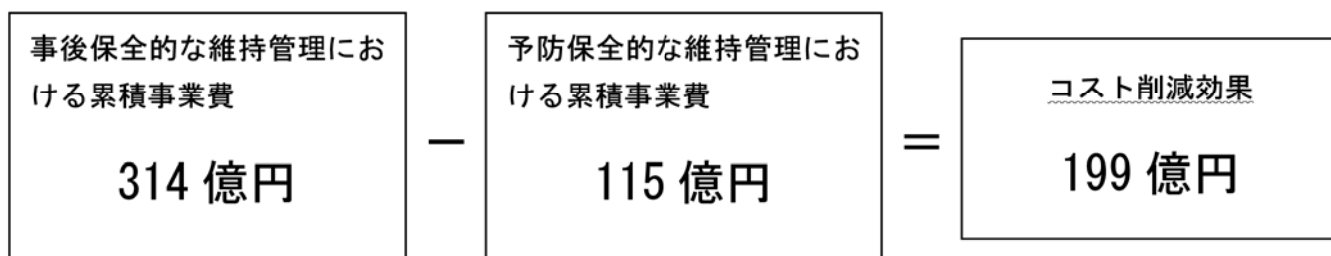 事後保全的な維持管理にお
ける累積事業費
314 億円
－
予防保全的な維持管理にお
ける累積事業費
115 億円
＝
コスト削減効果
199 億円